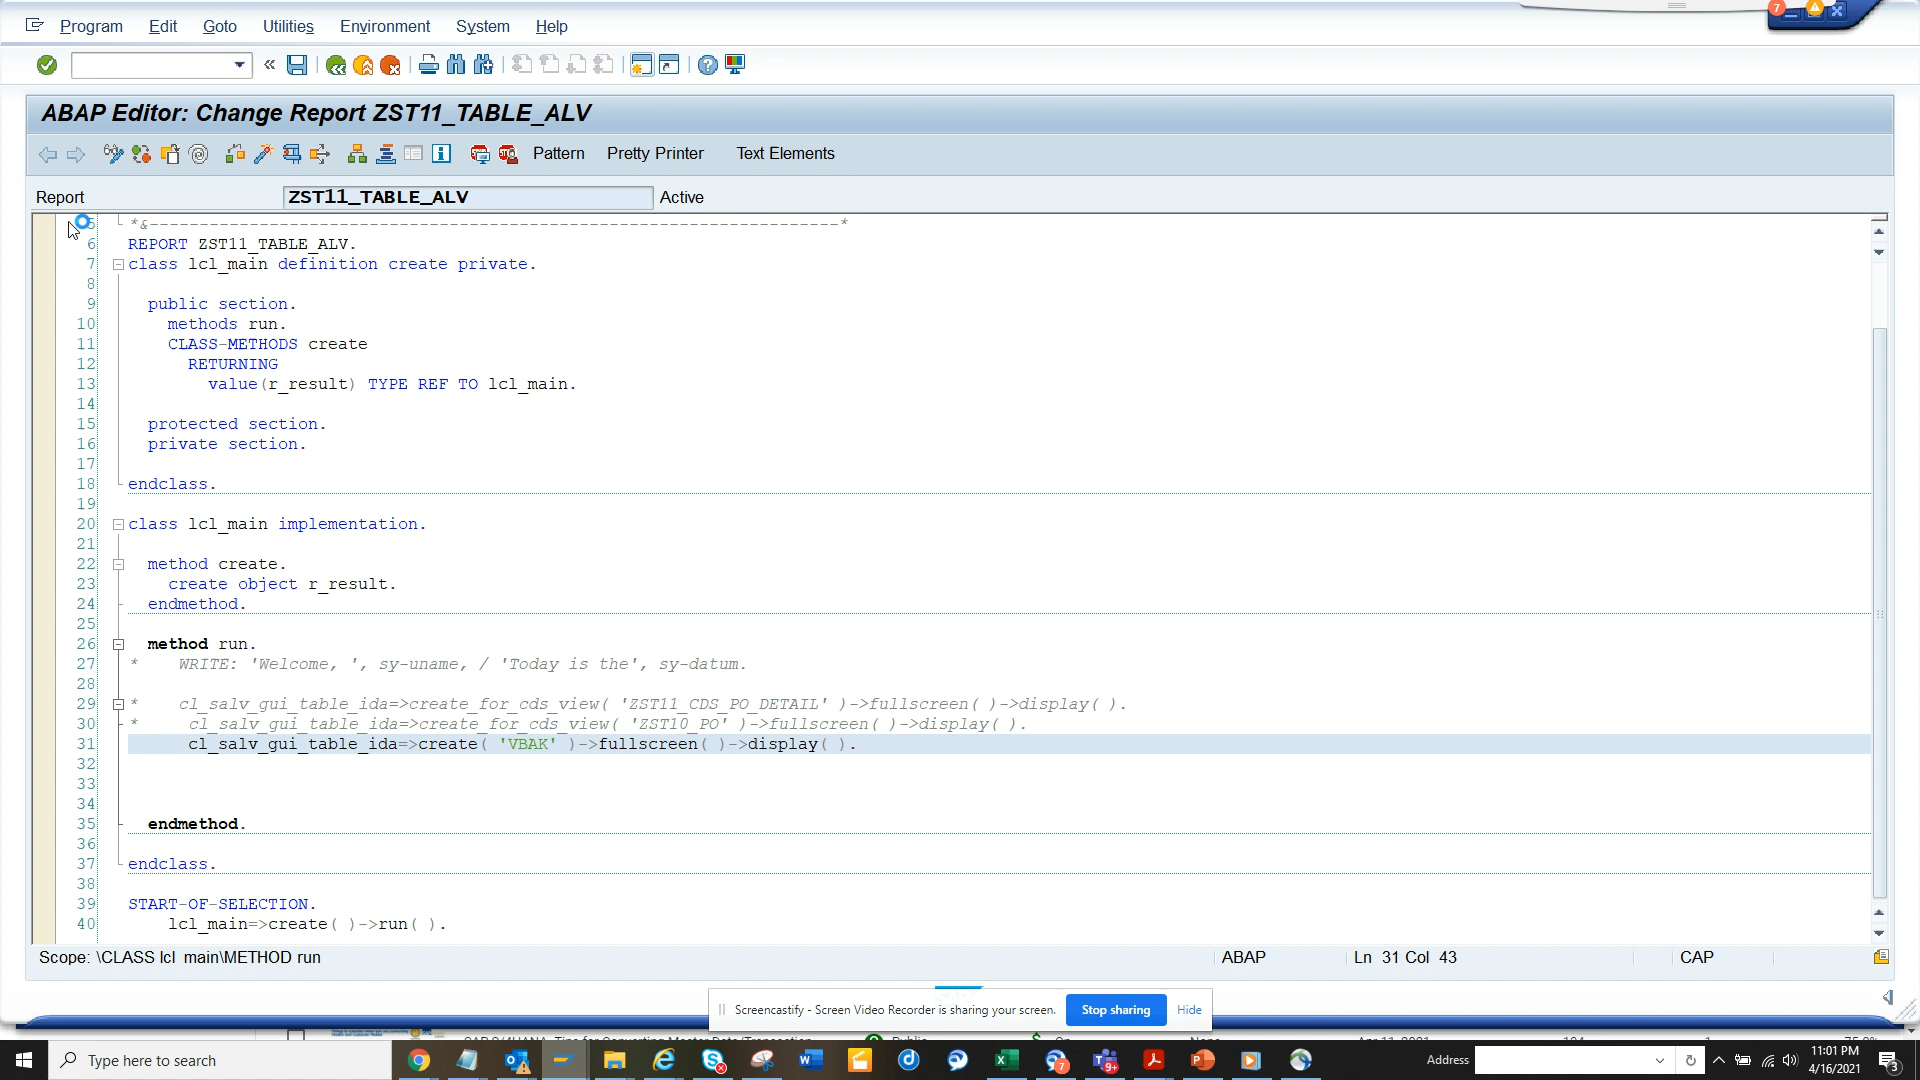 Program Edit Goto Utilities Environment System Help
7
«
ABAP Editor: Change Report ZST11_TABLE_ALV
Pattern Pretty Printer Text Elements
Report ZST11_TABLE_ALV Active
5 *&---------------------------------------------------------------------*
6 REPORT ZST11_TABLE_ALV.
7 class lcl_main definition create private.
8
9 public section.
10 methods run.
11 CLASS-METHODS create
12 RETURNING
13 value(r_result) TYPE REF TO lcl_main.
14
15 protected section.
16 private section.
17
18 endclass.
19
20 class lcl_main implementation.
21
22 method create.
23 create object r_result.
24 endmethod.
25
26 method run.
27 * WRITE: 'Welcome, ', sy-uname, / 'Today is the', sy-datum.
28
29 * cl_salv_gui_table_ida=>create_for_cds_view( 'ZST11_CDS_PO_DETAIL' )->fullscreen( )->display( ).
30 * cl_salv_gui_table_ida=>create_for_cds_view( 'ZST10_PO' )->fullscreen( )->display( ).
31 cl_salv_gui_table_ida=>create( 'VBAK' )->fullscreen( )->display( ).
32
33
34
35 endmethod.
36
37 endclass.
38
39 START-OF-SELECTION.
40 lcl_main=>create( )->run( ).
Scope: \CLASS lcl_main\METHOD run ABAP Ln 31 Col 43 CAP
Screencastify - Screen Video Recorder is sharing your screen. Stop sharing Hide
Type here to search
7
9+
Address
11:01 PM
4/16/2021
3